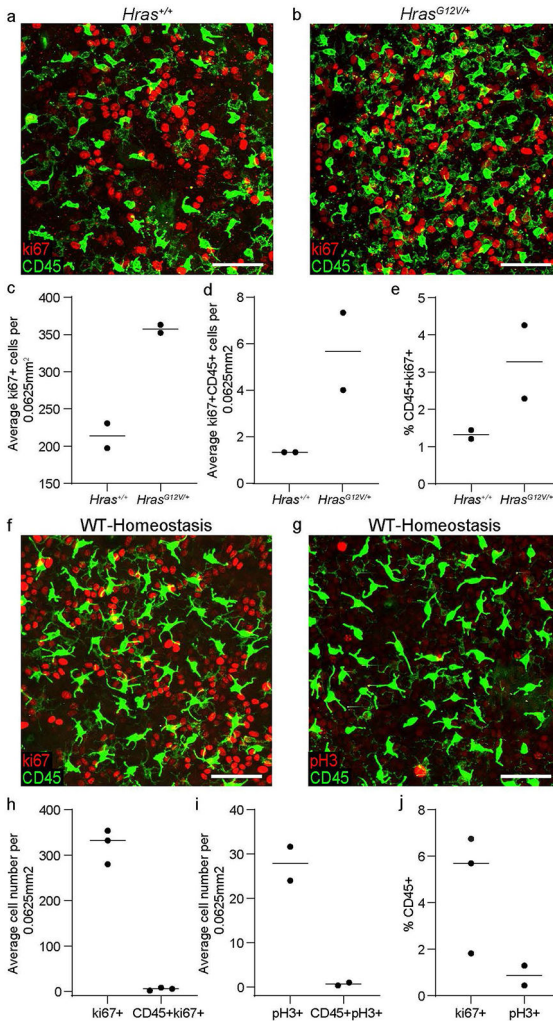 a Hras+/+
b HrasG12V/+
ki67
CD45
ki67
CD45
c
Average ki67+ cells per
0.0625mm²
400
350
300
250
200
150
Hras+/+ HrasG12V/+
d
Average ki67+CD45+ cells per
0.0625mm2
8
6
4
2
0
Hras+/+ HrasG12V/+
e
% CD45+ki67+
5
4
3
2
1
0
Hras+/+ HrasG12V/+
f WT-Homeostasis
g WT-Homeostasis
ki67
CD45
pH3
CD45
h
Average cell number per
0.0625mm2
400
300
200
100
0
ki67+ CD45+ki67+
i
Average cell number per
0.0625mm2
40
30
20
10
0
pH3+ CD45+pH3+
j
% CD45+
8
6
4
2
0
ki67+ pH3+